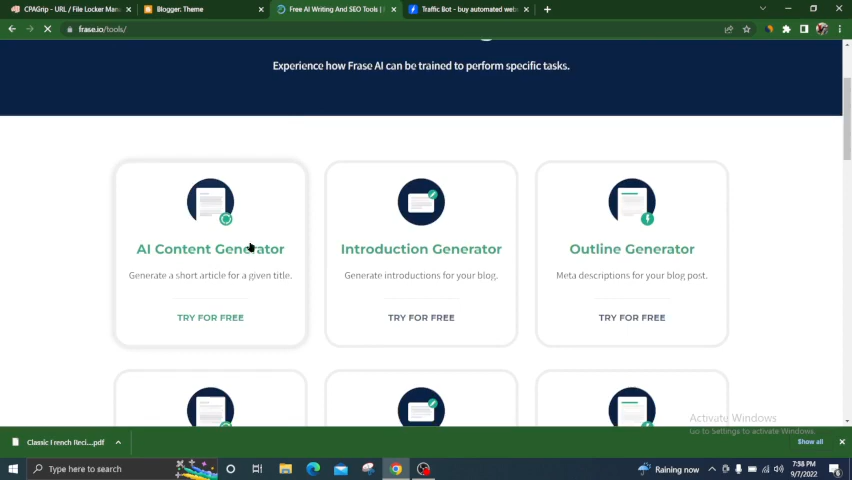 CPAGrip - URL / File Locker Man
Blogger: Theme
Free AI Writing And SEO Tools |
Traffic Bot - buy automated web
frase.io/tools/
Experience how Frase AI can be trained to perform specific tasks.
AI Content Generator
Introduction Generator
Outline Generator
Generate a short article for a given title.
Generate introductions for your blog.
Meta descriptions for your blog post.
TRY FOR FREE
TRY FOR FREE
TRY FOR FREE
Activate Windows
Go to Settings to activate Windows.
Classic French Reci....pdf
Show all
Type here to search
Raining now
7:58 PM
9/7/2022